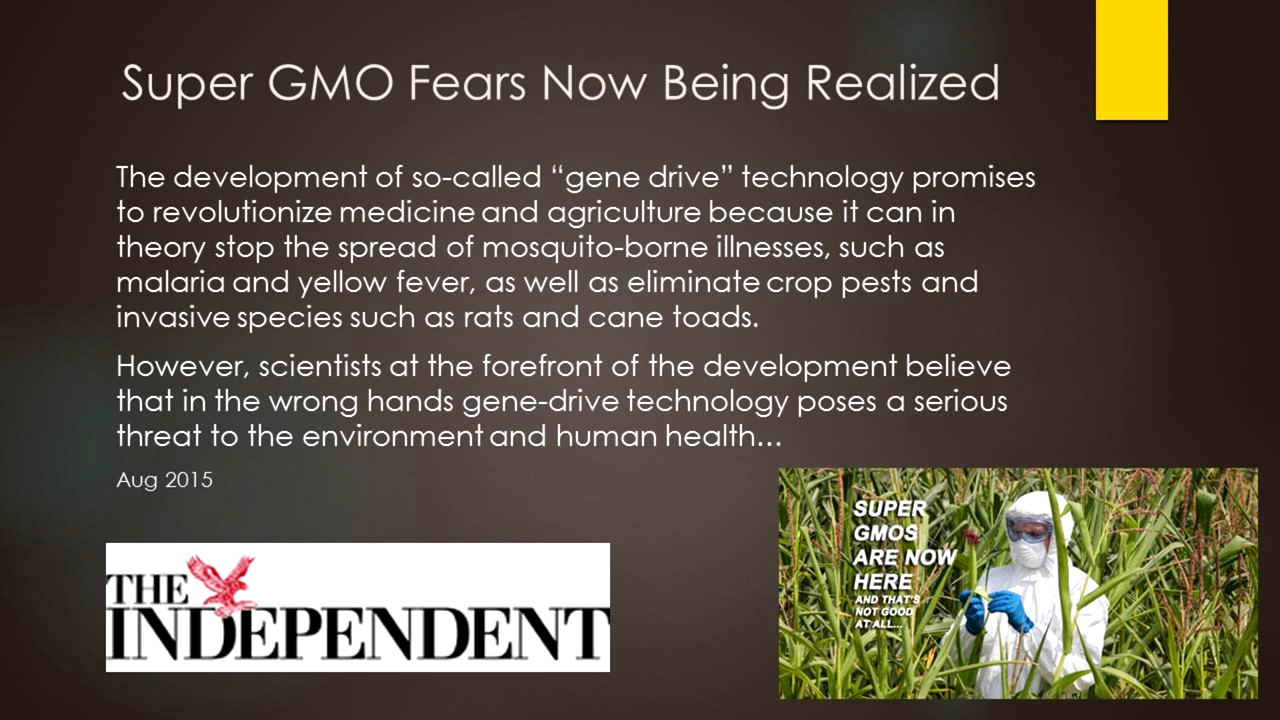 Super GMO Fears Now Being Realized
The development of so-called “gene drive” technology promises
to revolutionize medicine and agriculture because it can in
theory stop the spread of mosquito-borne illnesses, such as
malaria and yellow fever, as well as eliminate crop pests and
invasive species such as rats and cane toads.
However, scientists at the forefront of the development believe
that in the wrong hands gene-drive technology poses a serious
threat to the environment and human health...
Aug 2015
THE
INDEPENDENT
SUPER
GMOS
ARE NOW
HERE
AND THAT'S
NOT GOOD
AT ALL...